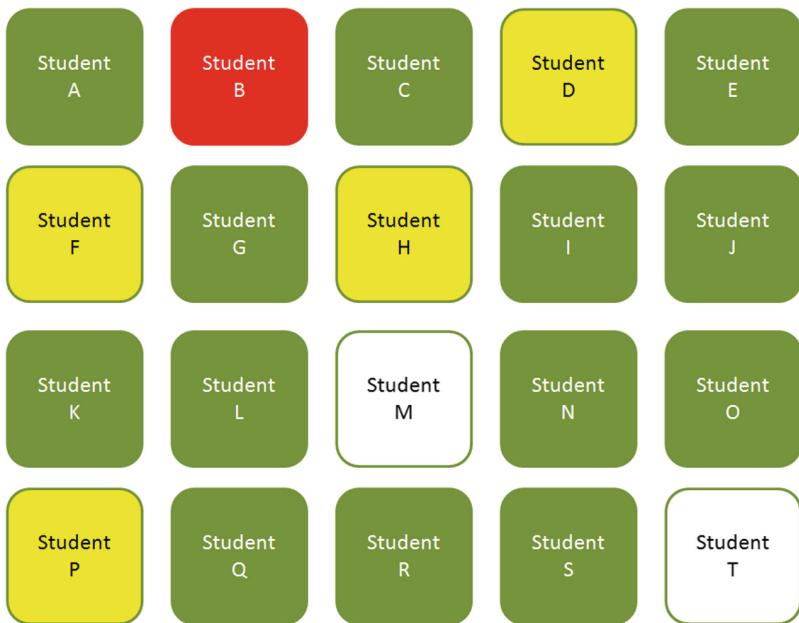 Student
A
Student
B
Student
C
Student
D
Student
E
Student
F
Student
G
Student
H
Student
I
Student
J
Student
K
Student
L
Student
M
Student
N
Student
O
Student
P
Student
Q
Student
R
Student
S
Student
T